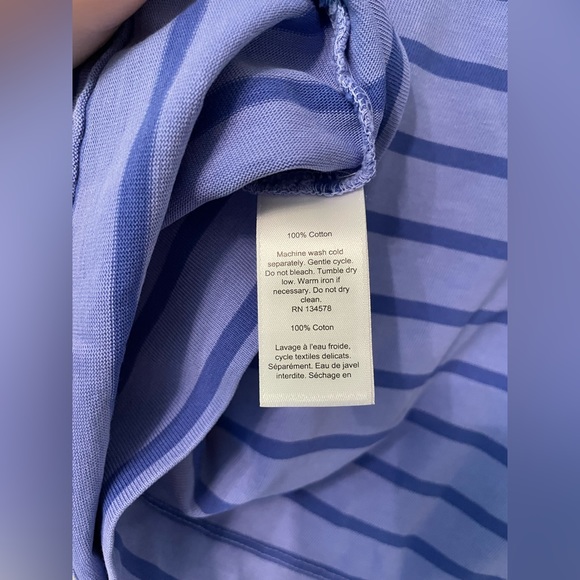 100% Cotton
Machine wash cold
separately. Gentle cycle.
Do not bleach. Tumble dry
low. Warm iron if
necessary. Do not dry
clean.
RN 134578
100% Coton
Lavage à l'eau froide,
cycle textiles delicats.
Séparément. Eau de javel
interdite. Séchage en